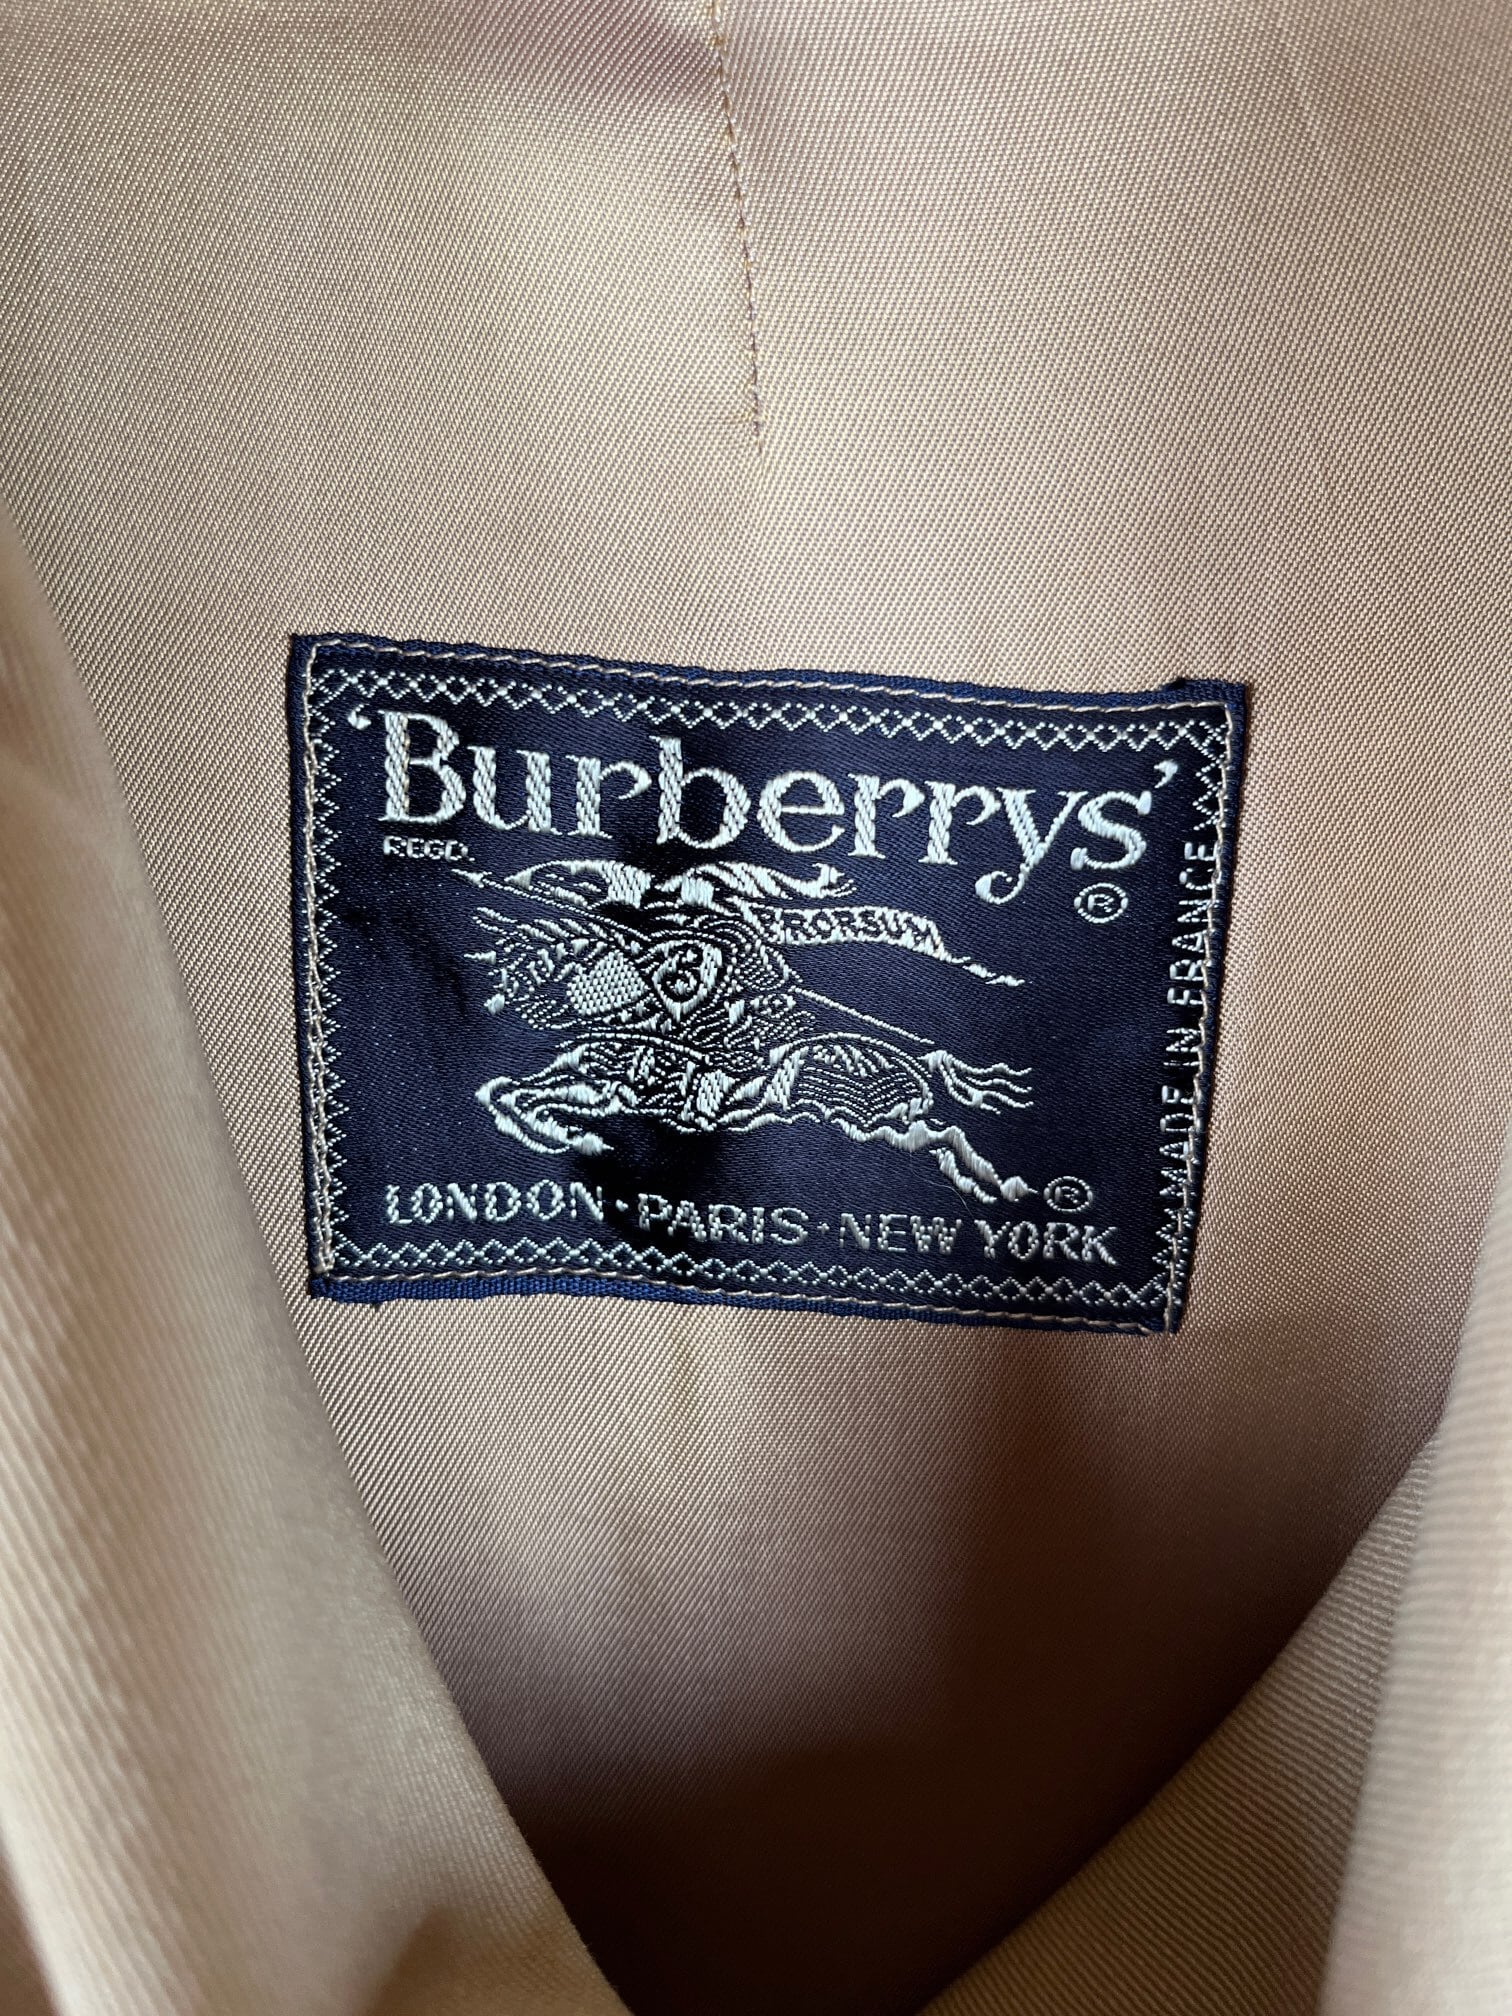 'Burberrys'
REGD. ®
PRORSUM
MADE IN FRANCE
®
LONDON · PARIS · NEW YORK